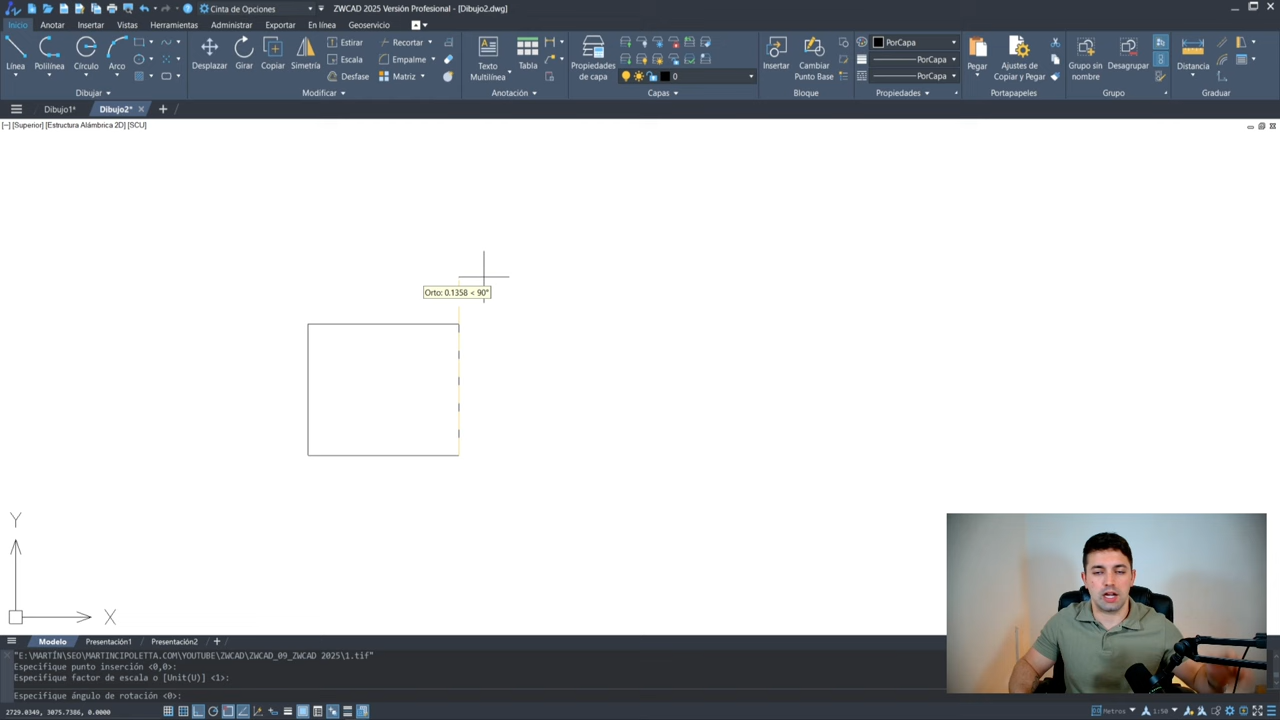 Cinta de Opciones
ZWCAD 2025 Versión Profesional - [Dibujo2.dwg]
Inicio Anotar Insertar Vistas Herramientas Administrar Exportar En línea Geoservicio
Línea Polilínea Círculo Arco
Desplazar Girar Copiar Simetría
Estirar Recortar
Escala Empalme
Desfase Matriz
Texto Multilínea Tabla
Propiedades de capa
0
Insertar Cambiar Punto Base
PorCapa
PorCapa
PorCapa
Pegar Ajustes de Copiar y Pegar
Grupo sin nombre Desagrupar
Distancia
Dibujar Modificar Anotación Capas Bloque Propiedades Portapapeles Grupo Graduar
Dibujo1* Dibujo2*
[−] [Superior] [Estructura Alámbrica 2D] [SCU]
Orto: 0.1358 < 90°
Y
X
Modelo Presentación1 Presentación2
"E:\MARTÍN\SEO\MARTINCIPOLETTA.COM\YOUTUBE\ZWCAD\ZWCAD_09_ZWCAD 2025\1.tif"
Especifique punto inserción <0,0>:
Especifique factor de escala o [Unit(U)] <1>:
Especifique ángulo de rotación <0>:
2729.0349, 3075.7386, 0.0000
Metros 1:50